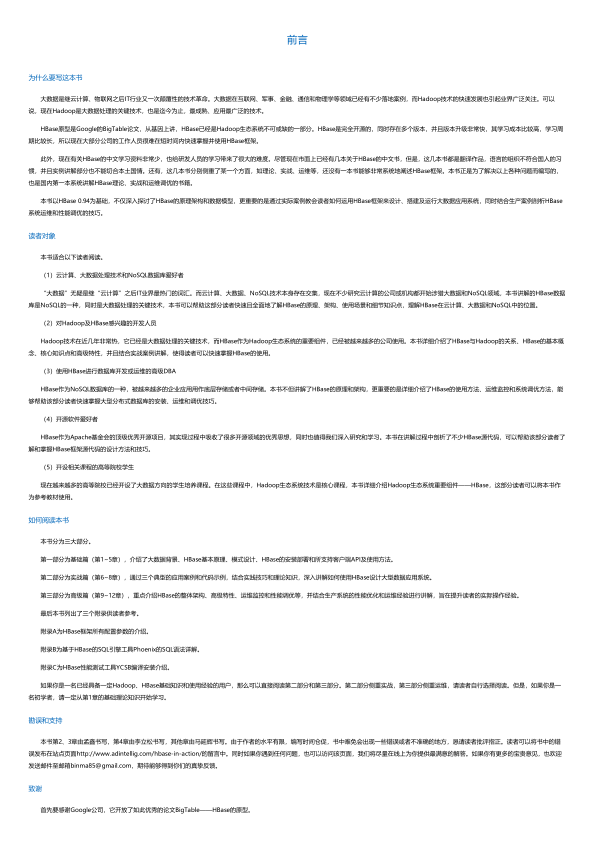 前言
为什么要写这本书
大数据是继云计算、物联网之后IT行业又一次颠覆性的技术革命。大数据在互联网、军事、金融、通信和物理学等领域已经有不少落地案例，而Hadoop技术的快速发展也引起业界广泛关注。可以
说，现在Hadoop是大数据处理的关键技术，也是迄今为止，最成熟、应用最广泛的技术。
HBase原型是Google的BigTable论文，从基因上讲，HBase已经是Hadoop生态系统不可或缺的一部分。HBase是完全开源的，同时存在多个版本，并且版本升级非常快，其学习成本比较高，学习周
期比较长，所以现在大部分公司的工作人员很难在短时间内快速掌握并使用HBase框架。
此外，现在有关HBase的中文学习资料非常少，也给研发人员的学习带来了很大的难度。尽管现在市面上已经有几本关于HBase的中文书，但是，这几本书都是翻译作品，语言的组织不符合国人的习
惯，并且实例讲解部分也不能切合本土国情。还有，这几本书分别侧重了某一个方面，如理论、实战、运维等，还没有一本书能够非常系统地阐述HBase框架。本书正是为了解决以上各种问题而编写的，
也是国内第一本系统讲解HBase理论、实战和运维调优的书籍。
本书以HBase 0.94为基础，不仅深入探讨了HBase的原理架构和数据模型，更重要的是通过实际案例教会读者如何运用HBase框架来设计、搭建及运行大数据应用系统，同时结合生产案例剖析HBase
系统运维和性能调优的技巧。
读者对象
本书适合以下读者阅读。
（1）云计算、大数据处理技术和NoSQL数据库爱好者
“大数据”无疑是继“云计算”之后IT业界最热门的词汇。而云计算、大数据、NoSQL技术本身存在交集，现在不少研究云计算的公司或机构都开始涉猎大数据和NoSQL领域。本书讲解的HBase数据
库是NoSQL的一种，同时是大数据处理的关键技术，本书可以帮助这部分读者快速且全面地了解HBase的原理、架构、使用场景和细节知识点，理解HBase在云计算、大数据和NoSQL中的位置。
（2）对Hadoop及HBase感兴趣的开发人员
Hadoop技术在近几年非常热，它已经是大数据处理的关键技术，而HBase作为Hadoop生态系统的重要组件，已经被越来越多的公司使用。本书详细介绍了HBase与Hadoop的关系、HBase的基本概
念、核心知识点和高级特性，并且结合实战案例讲解，使得读者可以快速掌握HBase的使用。
（3）使用HBase进行数据库开发或运维的高级DBA
HBase作为NoSQL数据库的一种，被越来越多的企业应用用作底层存储或者中间存储。本书不但讲解了HBase的原理和架构，更重要的是详细介绍了HBase的使用方法、运维监控和系统调优方法，能
够帮助该部分读者快速掌握大型分布式数据库的安装、运维和调优技巧。
（4）开源软件爱好者
HBase作为Apache基金会的顶级优秀开源项目，其实现过程中吸收了很多开源领域的优秀思想，同时也值得我们深入研究和学习。本书在讲解过程中剖析了不少HBase源代码，可以帮助该部分读者了
解和掌握HBase框架源代码的设计方法和技巧。
（5）开设相关课程的高等院校学生
现在越来越多的高等院校已经开设了大数据方向的学生培养课程。在这些课程中，Hadoop生态系统技术是核心课程，本书详细介绍Hadoop生态系统重要组件——HBase，这部分读者可以将本书作
为参考教材使用。
如何阅读本书
本书分为三大部分。
第一部分为基础篇（第1~5章），介绍了大数据背景、HBase基本原理、模式设计、HBase的安装部署和所支持客户端API及使用方法。
第二部分为实战篇（第6~8章），通过三个典型的应用案例和代码示例，结合实践技巧和理论知识，深入讲解如何使用HBase设计大型数据应用系统。
第三部分为高级篇（第9~12章），重点介绍HBase的整体架构、高级特性、运维监控和性能调优等，并结合生产系统的性能优化和运维经验进行讲解，旨在提升读者的实际操作经验。
最后本书列出了三个附录供读者参考。
附录A为HBase框架所有配置参数的介绍。
附录B为基于HBase的SQL引擎工具Phoenix的SQL语法详解。
附录C为HBase性能测试工具YCSB编译安装介绍。
如果你是一名已经具备一定Hadoop、HBase基础知识和使用经验的用户，那么可以直接阅读第二部分和第三部分。第二部分侧重实战，第三部分侧重运维，请读者自行选择阅读。但是，如果你是一
名初学者，请一定从第1章的基础理论知识开始学习。
勘误和支持
本书第2、3章由孟鑫书写，第4章由李立松书写，其他章由马延辉书写。由于作者的水平有限，编写时间仓促，书中难免会出现一些错误或者不准确的地方，恳请读者批评指正。读者可以将书中的错
误发布在站点页面http://www.adintellig.com/hbase-in-action/的留言中。同时如果你遇到任何问题，也可以访问该页面，我们将尽量在线上为你提供最满意的解答。如果你有更多的宝贵意见，也欢迎
发送邮件至邮箱binma85@gmail.com，期待能够得到你们的真挚反馈。
致谢
首先要感谢Google公司，它开放了如此优秀的论文BigTable——HBase的原型。